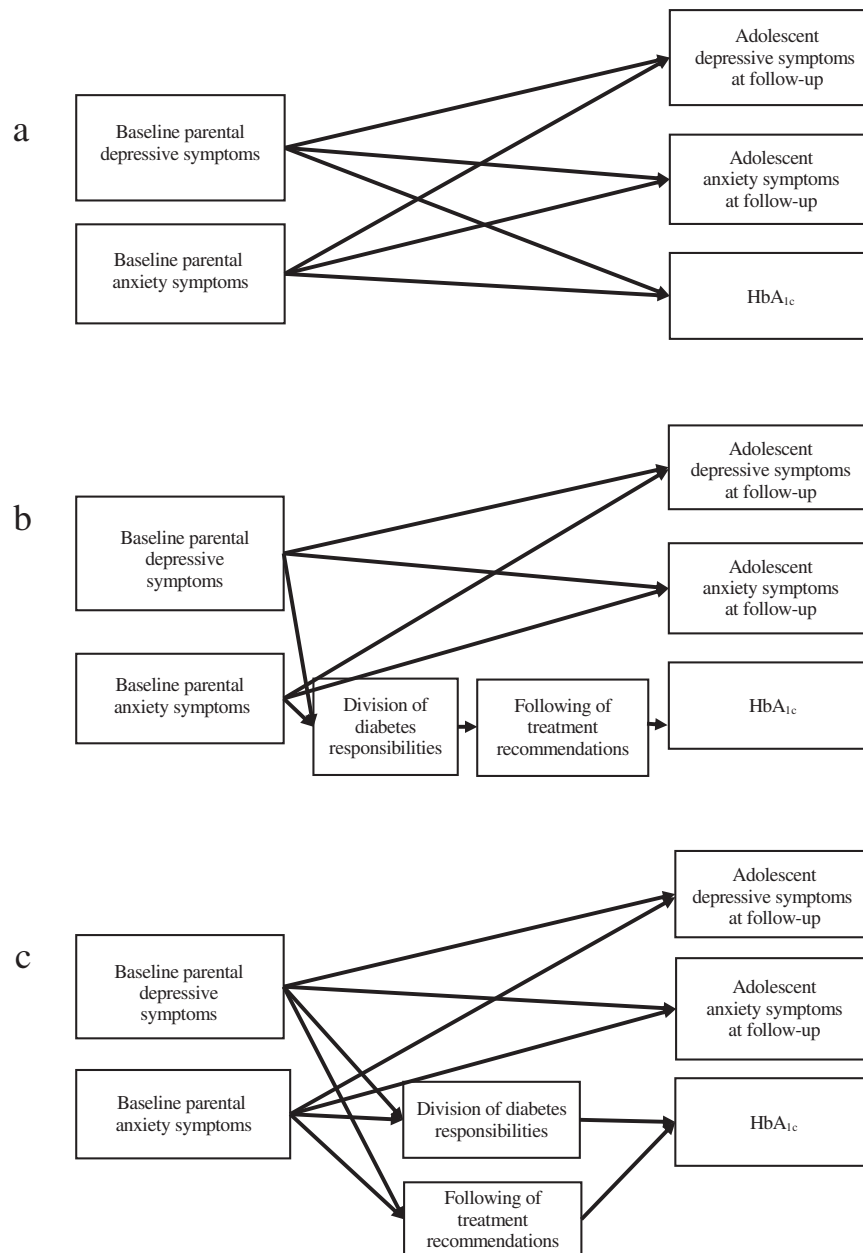 a
Baseline parental
depressive symptoms
Baseline parental
anxiety symptoms
Adolescent
depressive symptoms
at follow-up
Adolescent
anxiety symptoms
at follow-up
HbA1c
b
Baseline parental
depressive
symptoms
Baseline parental
anxiety symptoms
Division of
diabetes
responsibilities
Following of
treatment
recommendations
Adolescent
depressive symptoms
at follow-up
Adolescent
anxiety symptoms
at follow-up
HbA1c
c
Baseline parental
depressive
symptoms
Baseline parental
anxiety symptoms
Division of diabetes
responsibilities
Following of
treatment
recommendations
Adolescent
depressive symptoms
at follow-up
Adolescent
anxiety symptoms
at follow-up
HbA1c